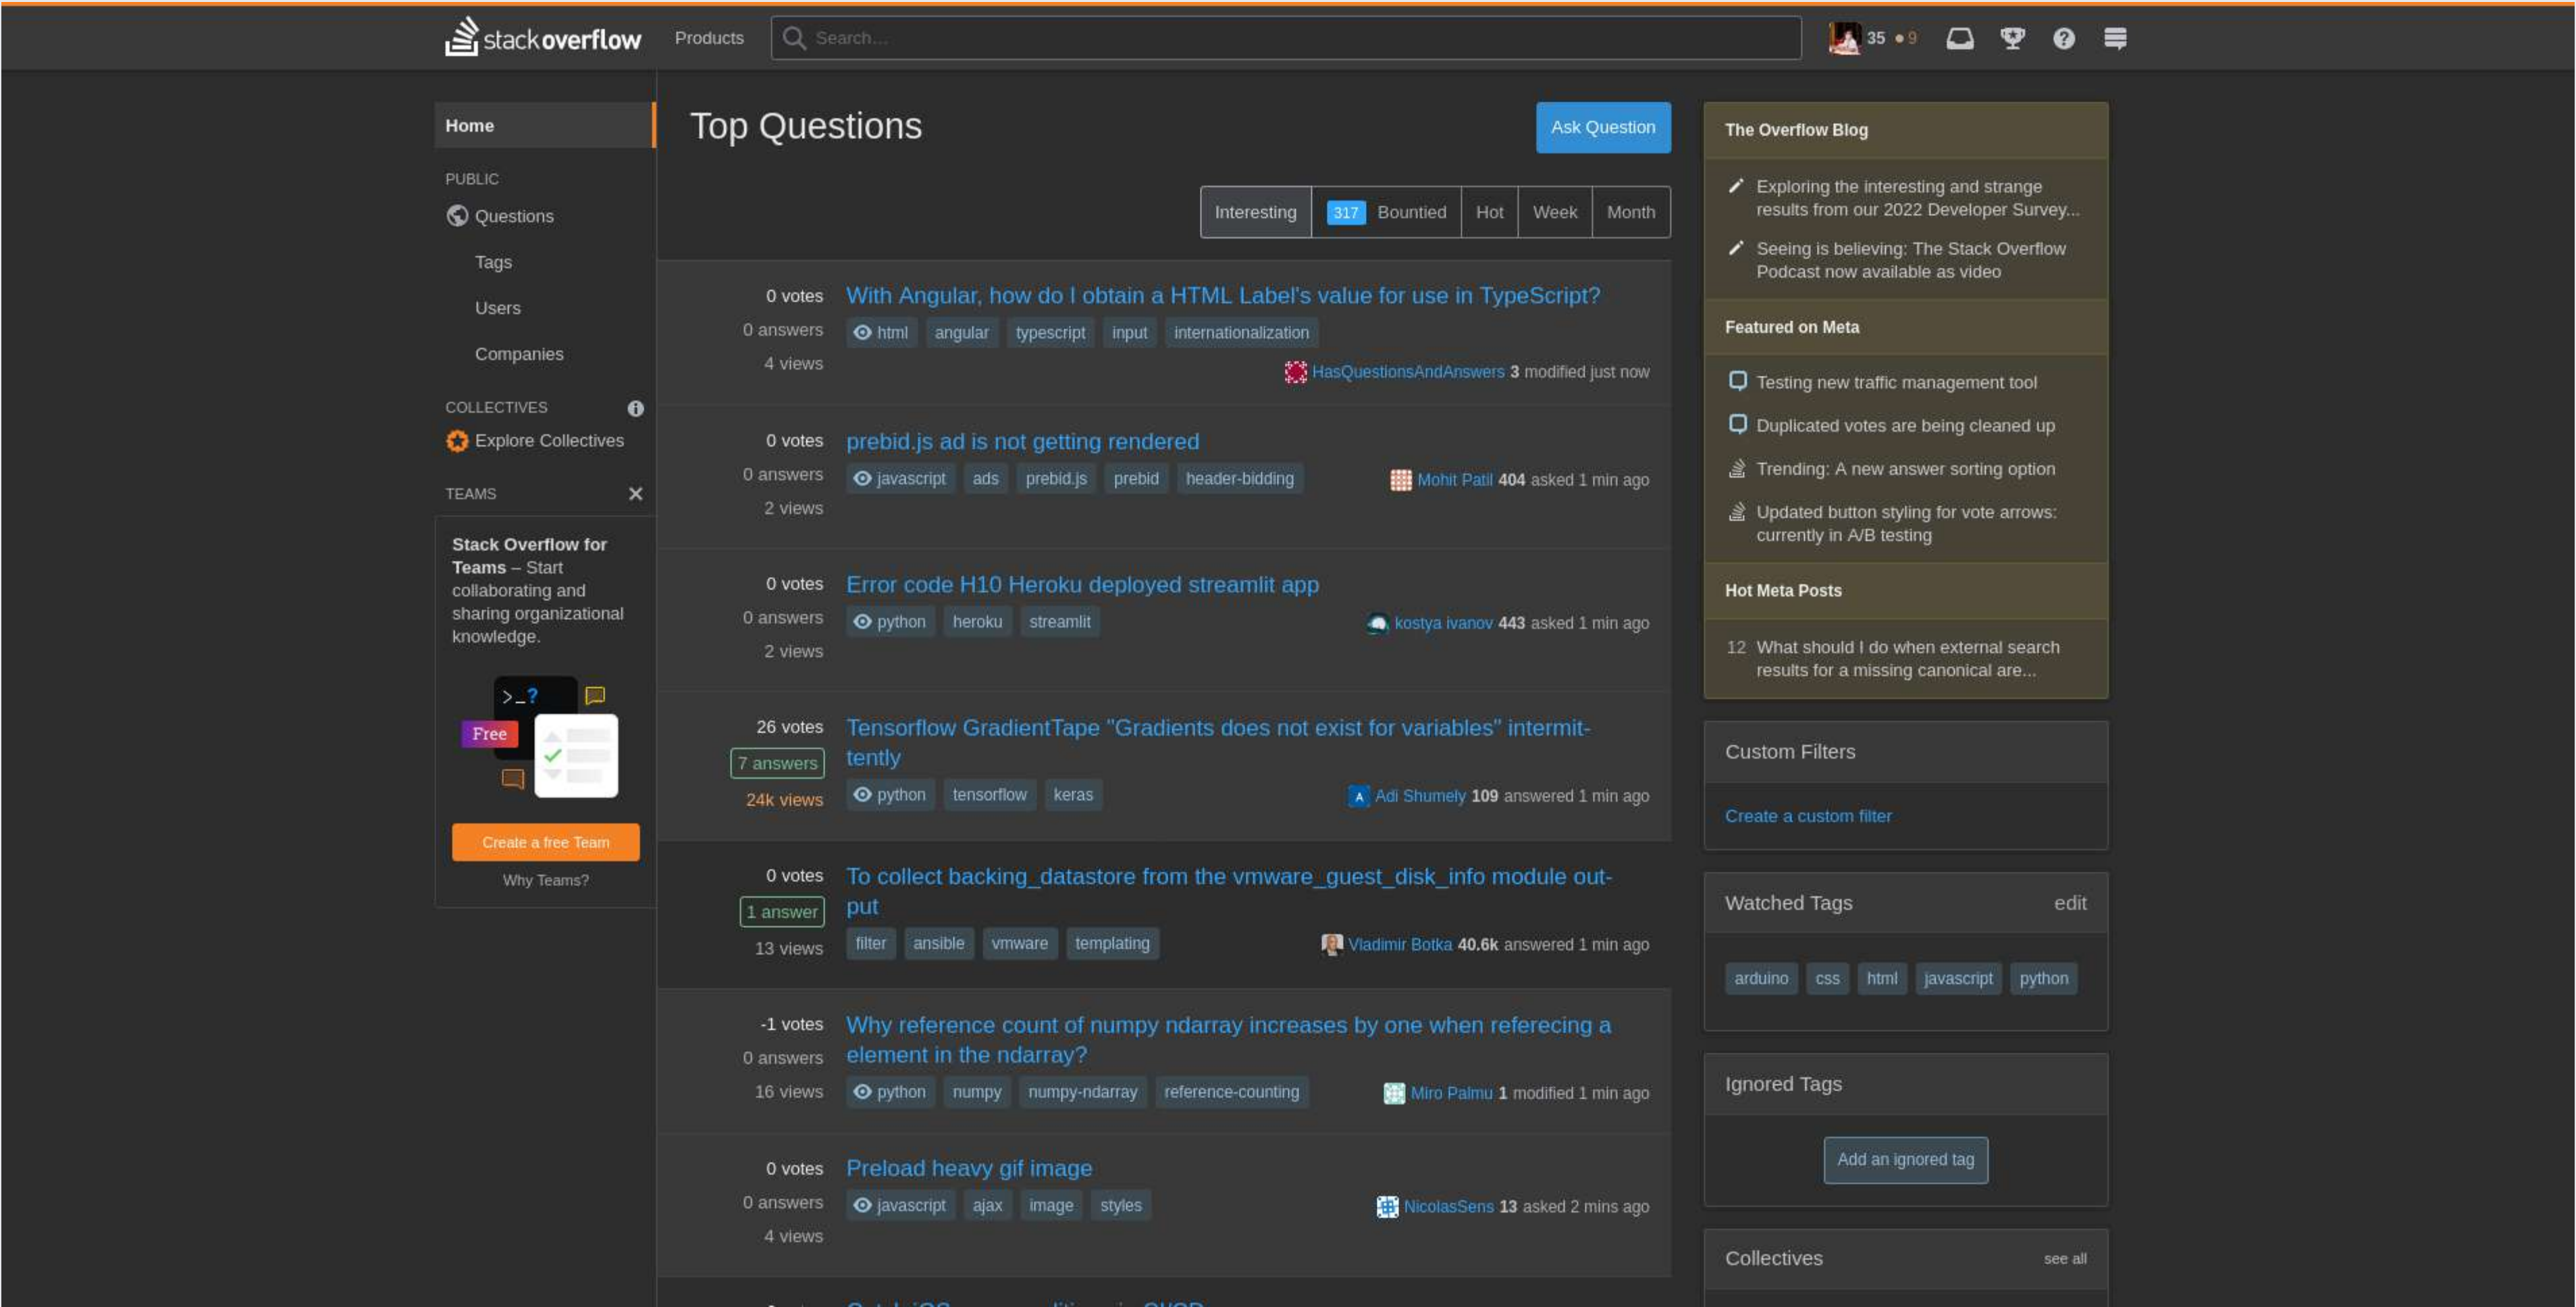 stackoverflow
Products
Search...
35 •9
Home
PUBLIC
Questions
Tags
Users
Companies
COLLECTIVES
Explore Collectives
TEAMS
Stack Overflow for
Teams – Start
collaborating and
sharing organizational
knowledge.
>_?
Free
Create a free Team
Why Teams?
Top Questions
Ask Question
Interesting
317 Bountied
Hot
Week
Month
0 votes
0 answers
4 views
With Angular, how do I obtain a HTML Label's value for use in TypeScript?
html angular typescript input internationalization
HasQuestionsAndAnswers 3 modified just now
0 votes
0 answers
2 views
prebid.js ad is not getting rendered
javascript ads prebid.js prebid header-bidding
Mohit Patil 404 asked 1 min ago
0 votes
0 answers
2 views
Error code H10 Heroku deployed streamlit app
python heroku streamlit
kostya ivanov 443 asked 1 min ago
26 votes
7 answers
24k views
Tensorflow GradientTape "Gradients does not exist for variables" intermit-
tently
python tensorflow keras
A Adi Shumely 109 answered 1 min ago
0 votes
1 answer
13 views
To collect backing_datastore from the vmware_guest_disk_info module out-
put
filter ansible vmware templating
Vladimir Botka 40.6k answered 1 min ago
-1 votes
0 answers
16 views
Why reference count of numpy ndarray increases by one when referecing a
element in the ndarray?
python numpy numpy-ndarray reference-counting
Miro Palmu 1 modified 1 min ago
0 votes
0 answers
4 views
Preload heavy gif image
javascript ajax image styles
NicolasSens 13 asked 2 mins ago
The Overflow Blog
Exploring the interesting and strange
results from our 2022 Developer Survey...
Seeing is believing: The Stack Overflow
Podcast now available as video
Featured on Meta
Testing new traffic management tool
Duplicated votes are being cleaned up
Trending: A new answer sorting option
Updated button styling for vote arrows:
currently in A/B testing
Hot Meta Posts
12 What should I do when external search
results for a missing canonical are...
Custom Filters
Create a custom filter
Watched Tags
edit
arduino css html javascript python
Ignored Tags
Add an ignored tag
Collectives
see all